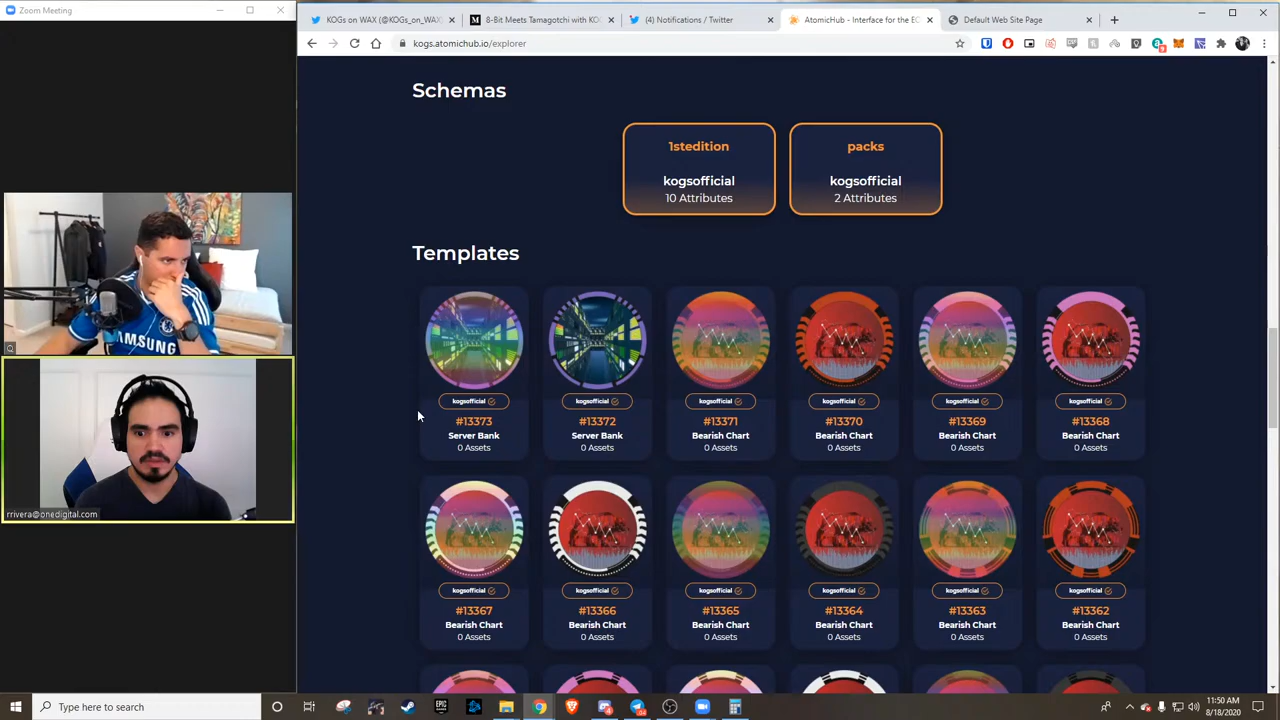 Zoom Meeting
KOGs on WAX (@KOGs_on_WAX)
8-Bit Meets Tamagotchi with KO
(4) Notifications / Twitter
AtomicHub - Interface for the EO
Default Web Site Page
kogs.atomichub.io/explorer
Schemas
1stedition
kogsofficial
10 Attributes
packs
kogsofficial
2 Attributes
Templates
kogsofficial
#13373
Server Bank
0 Assets
kogsofficial
#13372
Server Bank
0 Assets
kogsofficial
#13371
Bearish Chart
0 Assets
kogsofficial
#13370
Bearish Chart
0 Assets
kogsofficial
#13369
Bearish Chart
0 Assets
kogsofficial
#13368
Bearish Chart
0 Assets
kogsofficial
#13367
Bearish Chart
0 Assets
kogsofficial
#13366
Bearish Chart
0 Assets
kogsofficial
#13365
Bearish Chart
0 Assets
kogsofficial
#13364
Bearish Chart
0 Assets
kogsofficial
#13363
Bearish Chart
0 Assets
kogsofficial
#13362
Bearish Chart
0 Assets
SAMSUNG
rrivera@onedigital.com
Type here to search
EPIC
11:50 AM
8/18/2020